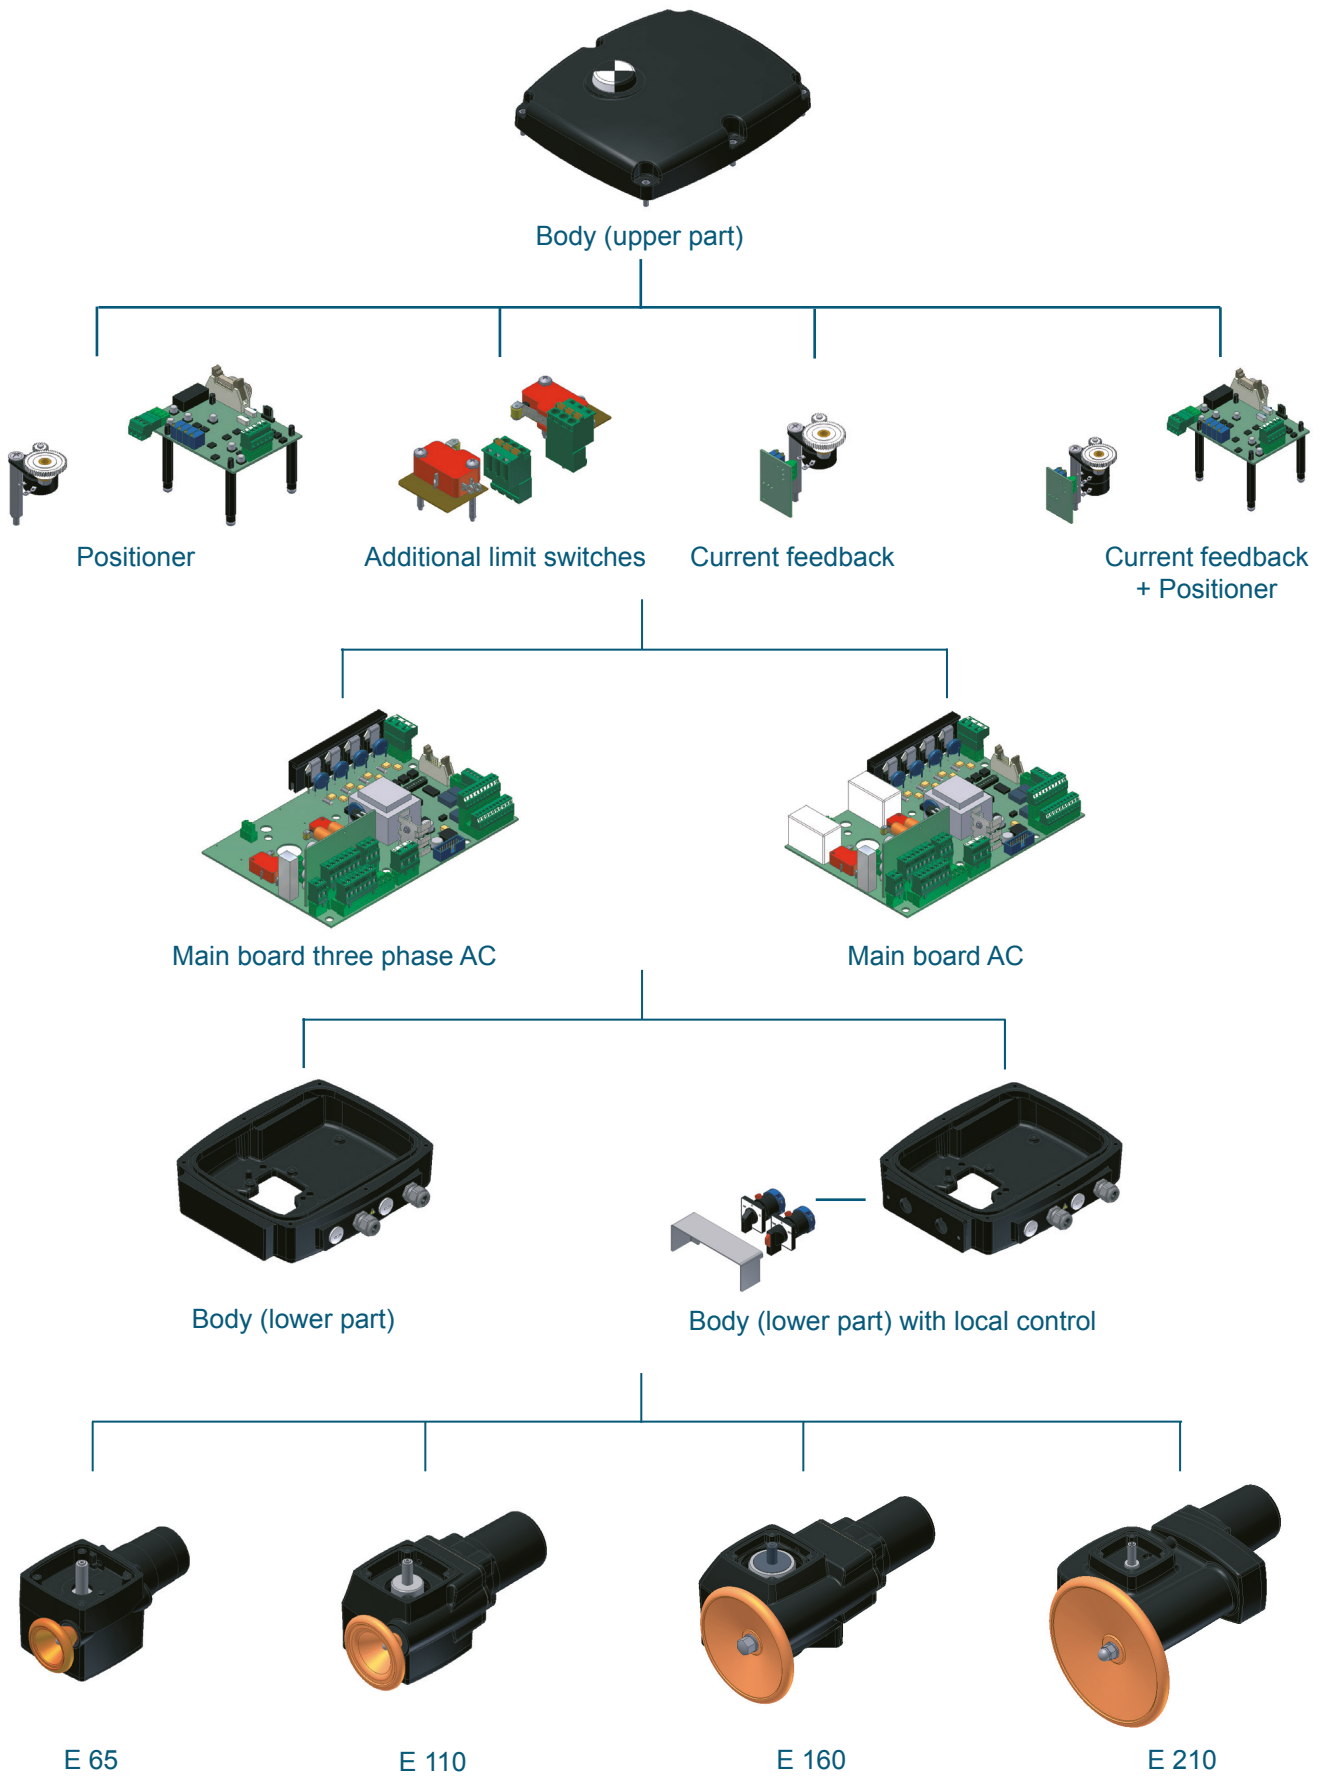 Body (upper part)
Positioner
Additional limit switches
Current feedback
Current feedback
+ Positioner
Main board three phase AC
Main board AC
Body (lower part)
Body (lower part) with local control
E 65
E 110
E 160
E 210